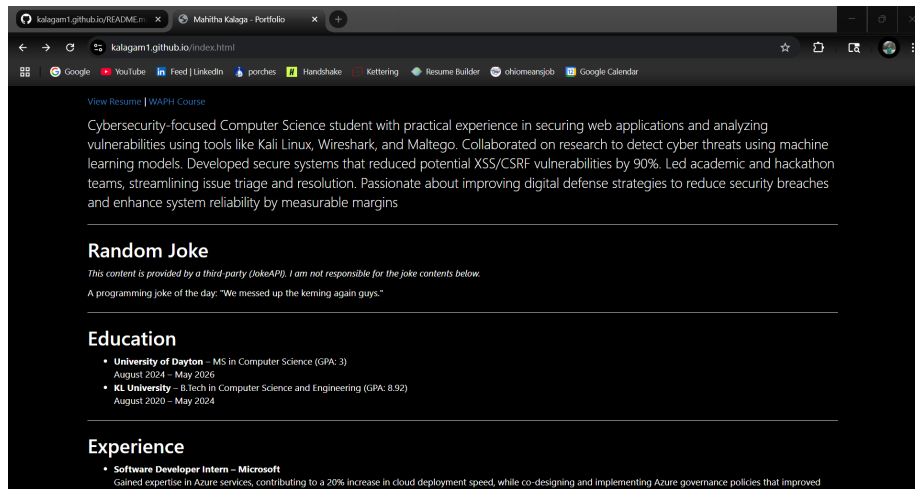 kalagam1.github.io/README.m
Mahitha Kalaga - Portfolio
kalagam1.github.io/index.html
Google YouTube Feed | LinkedIn porches Handshake Kettering Resume Builder ohiomeansjob Google Calendar
View Resume | WAPH Course
Cybersecurity-focused Computer Science student with practical experience in securing web applications and analyzing
vulnerabilities using tools like Kali Linux, Wireshark, and Maltego. Collaborated on research to detect cyber threats using machine
learning models. Developed secure systems that reduced potential XSS/CSRF vulnerabilities by 90%. Led academic and hackathon
teams, streamlining issue triage and resolution. Passionate about improving digital defense strategies to reduce security breaches
and enhance system reliability by measurable margins
Random Joke
This content is provided by a third-party (JokeAPI). I am not responsible for the joke contents below.
A programming joke of the day: "We messed up the keming again guys."
Education
• University of Dayton – MS in Computer Science (GPA: 3)
August 2024 – May 2026
• KL University – B.Tech in Computer Science and Engineering (GPA: 8.92)
August 2020 – May 2024
Experience
• Software Developer Intern – Microsoft
Gained expertise in Azure services, contributing to a 20% increase in cloud deployment speed, while co-designing and implementing Azure governance policies that improved